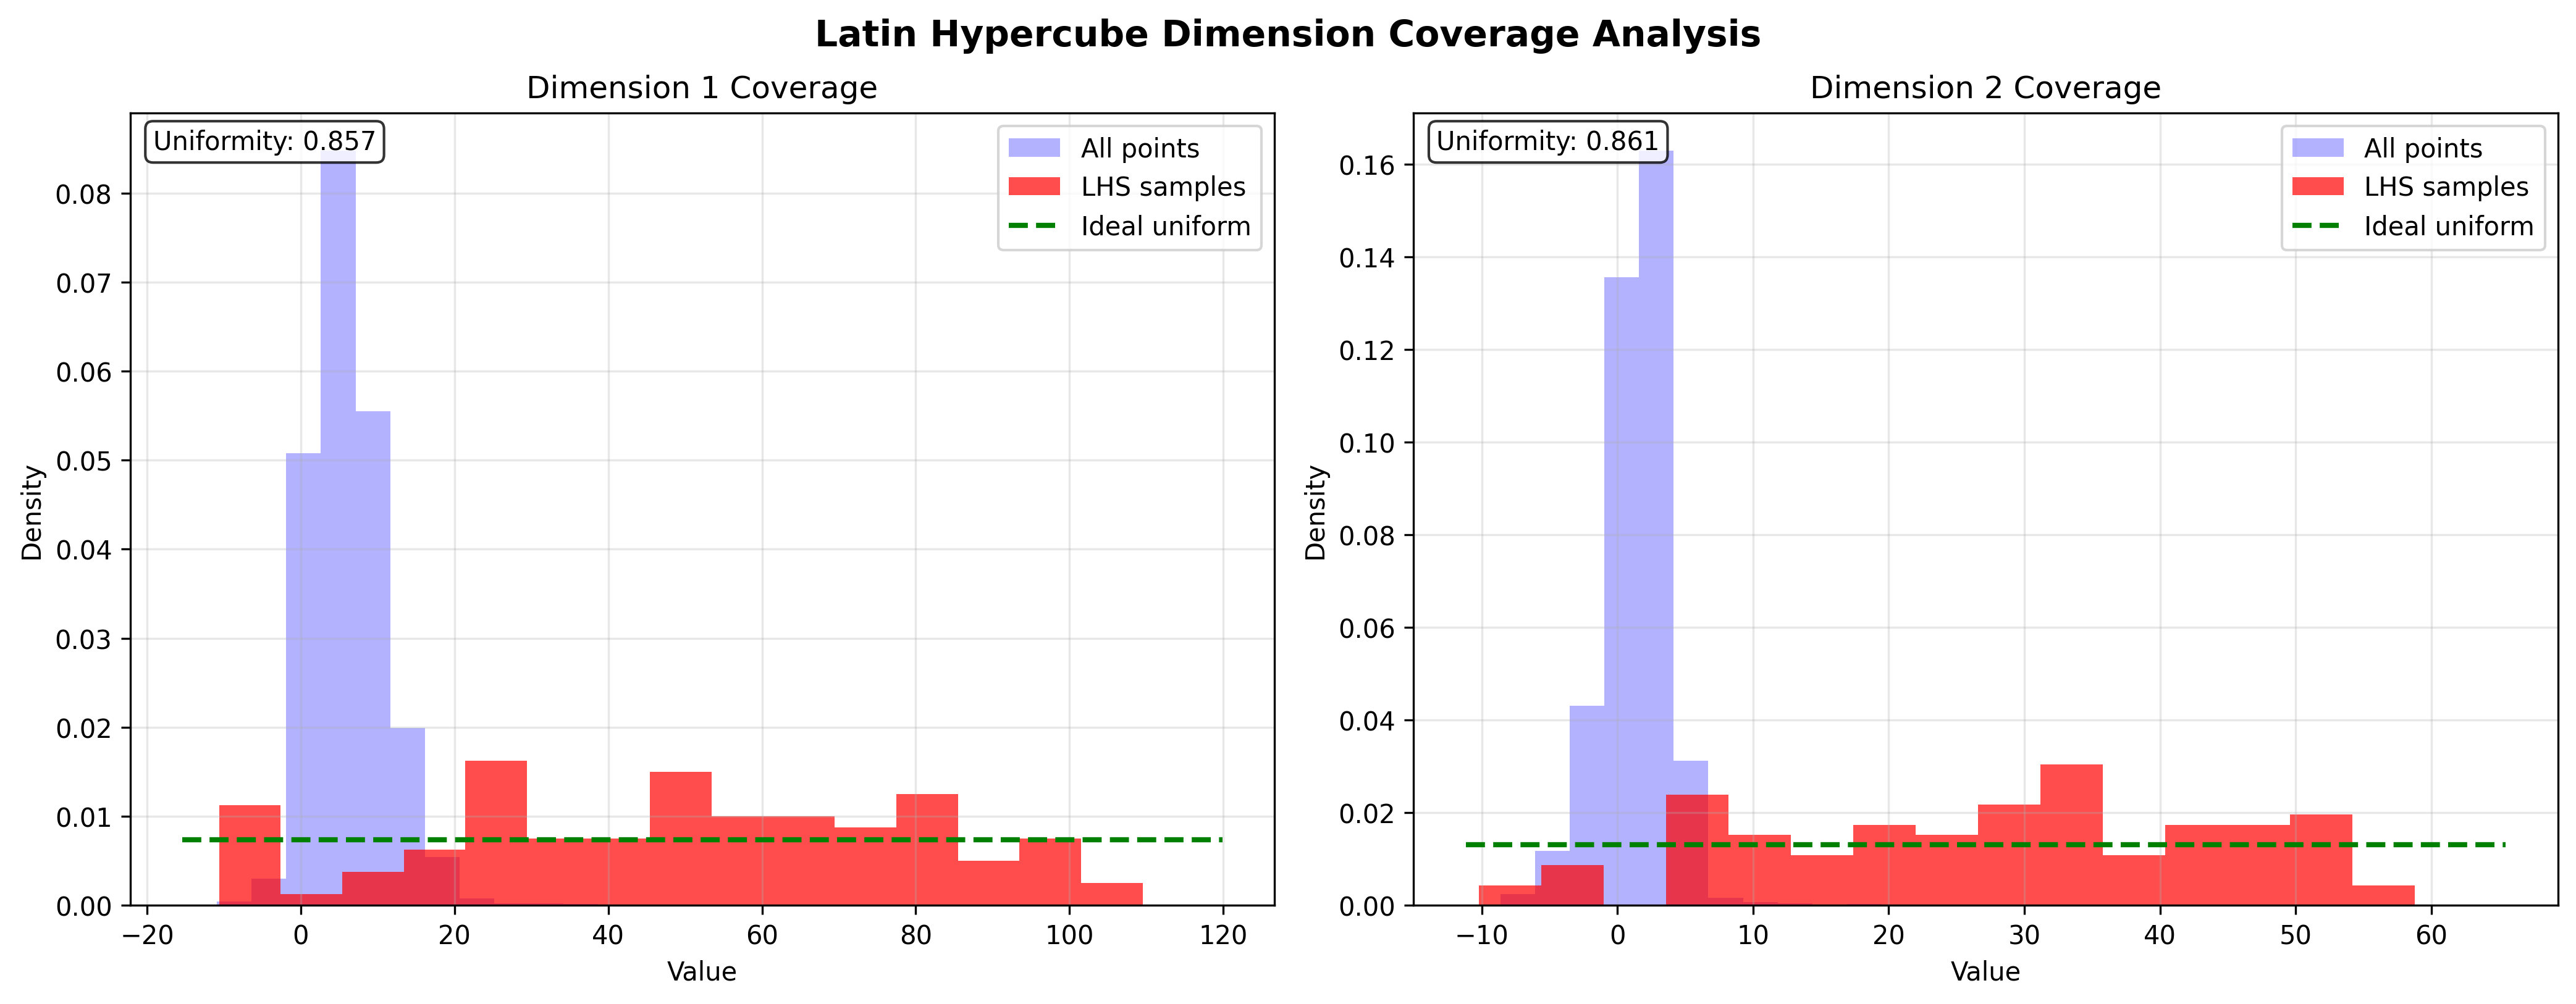 Latin Hypercube Dimension Coverage Analysis
Dimension 1 Coverage
Uniformity: 0.857
All points
LHS samples
Ideal uniform
Density
0.08
0.07
0.06
0.05
0.04
0.03
0.02
0.01
0.00
−20 0 20 40 60 80 100 120
Value
Dimension 2 Coverage
Uniformity: 0.861
All points
LHS samples
Ideal uniform
Density
0.16
0.14
0.12
0.10
0.08
0.06
0.04
0.02
0.00
−10 0 10 20 30 40 50 60
Value